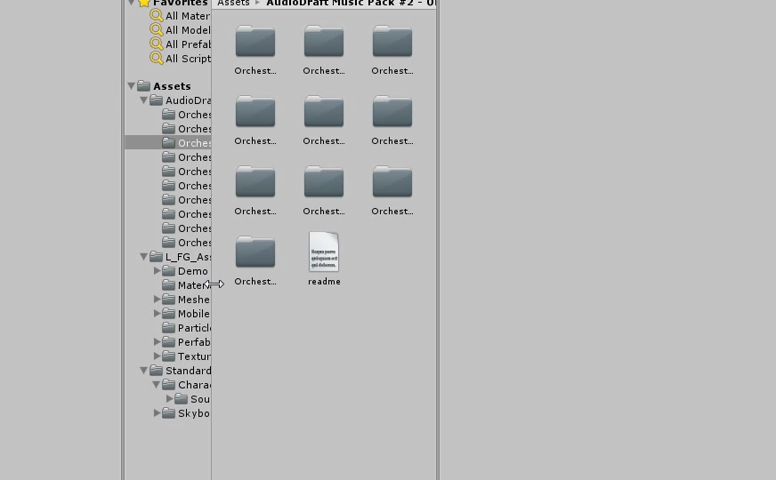 Favorites
All Mater
All Model
All Prefab
All Script
Assets
AudioDra
Orches
Orches
Orches
Orches
Orches
Orches
Orches
Orches
Orches
Orches
L_FG_Ass
Demo
Materi
Meshe
Mobile
Particle
Perfab
Textur
Standard
Charac
Sou
Skybo
Assets ▸ AudioDraft Music Pack #2 - O
Orchest... Orchest... Orchest...
Orchest... Orchest... Orchest...
Orchest... Orchest... Orchest...
Orchest... readme